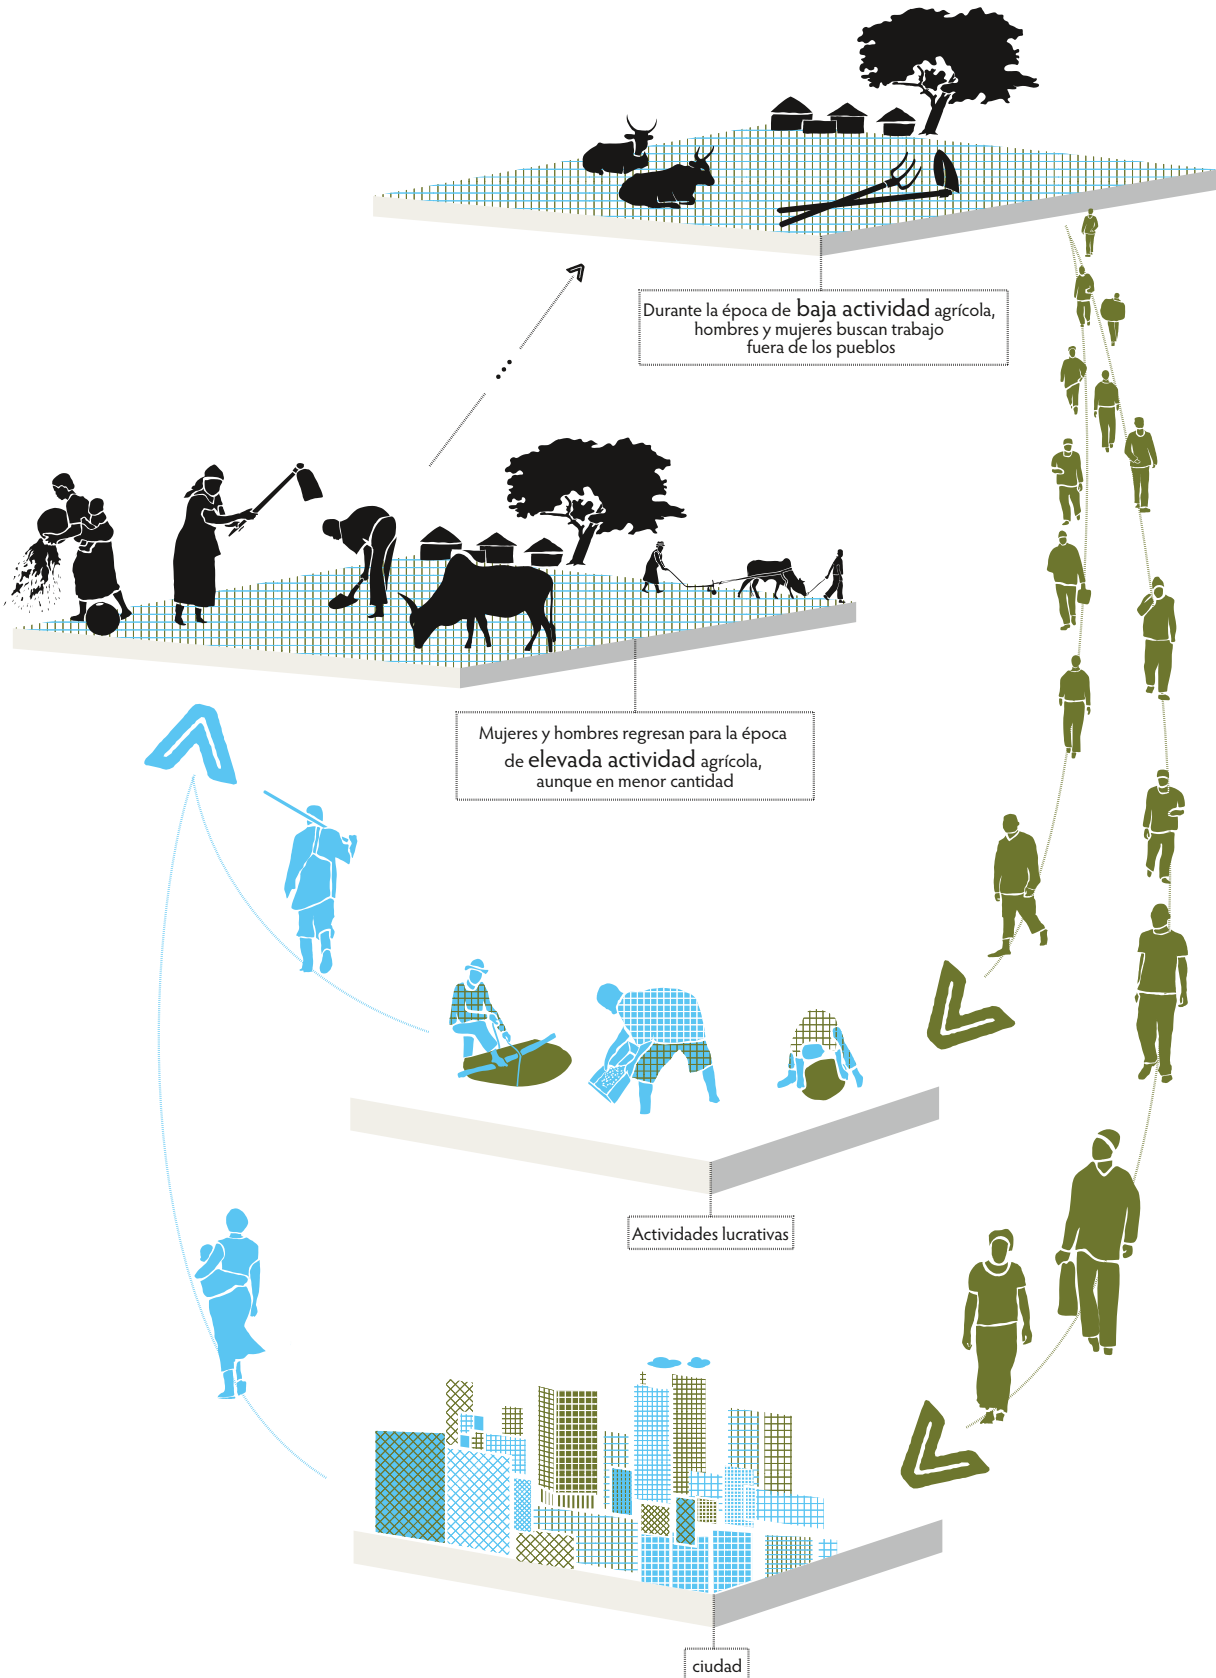 Durante la época de baja actividad agrícola,
hombres y mujeres buscan trabajo
fuera de los pueblos
Mujeres y hombres regresan para la época
de elevada actividad agrícola,
aunque en menor cantidad
Actividades lucrativas
ciudad